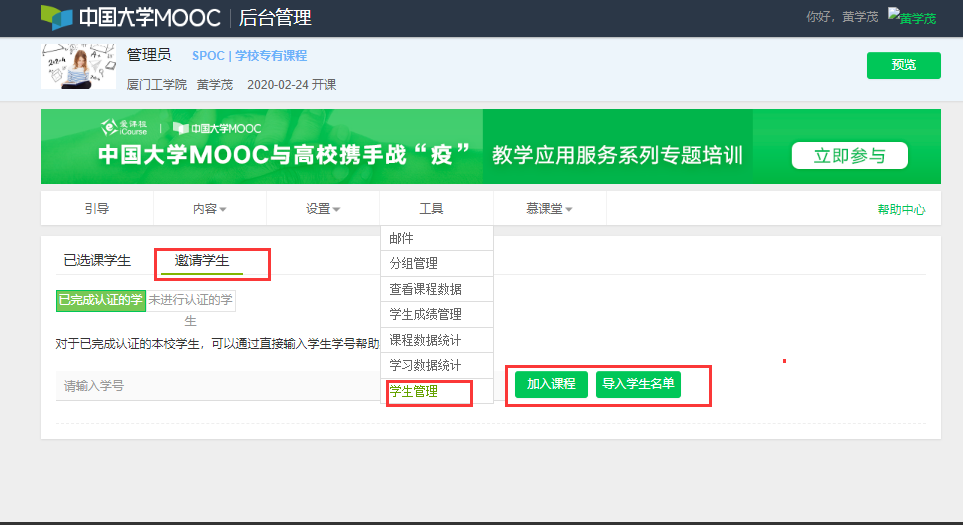 中国大学MOOC 后台管理 你好，黄学茂 黄学茂
管理员 SPOC | 学校专有课程
预览
厦门工学院 黄学茂 2020-02-24 开课
爱课程 iCourse 中国大学MOOC
中国大学MOOC与高校携手战“疫” 教学应用服务系列专题培训 立即参与
引导 内容 设置 工具 慕课堂 帮助中心
邮件
已选课学生 邀请学生
分组管理
查看课程数据
已完成认证的学 未进行认证的学生
学生成绩管理
对于已完成认证的本校学生，可以通过直接输入学生学号帮助
课程数据统计
学习数据统计
请输入学号 加入课程 导入学生名单
学生管理